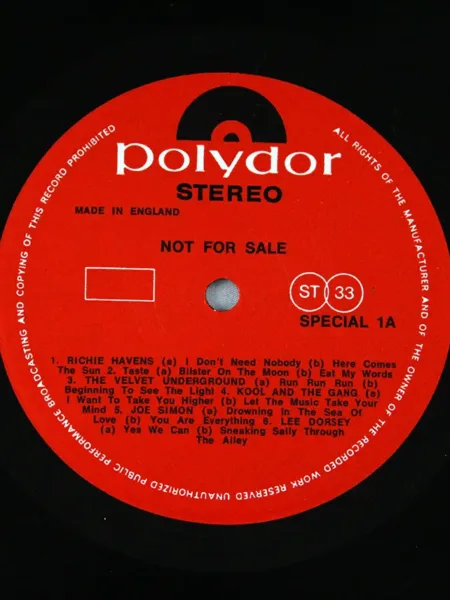 polydor
STEREO
MADE IN ENGLAND
NOT FOR SALE
ST 33
SPECIAL 1A
1. RICHIE HAVENS (a) I Don't Need Nobody (b) Here Comes
The Sun 2. Taste (a) Blister On The Moon (b) Eat My Words
3. THE VELVET UNDERGROUND (a) Run Run Run (b)
Beginning To See The Light 4. KOOL AND THE GANG (a)
I Want To Take You Higher (b) Let The Music Take Your
Mind 5. JOE SIMON (a) Drowning In The Sea Of
Love (b) You Are Everything 6. LEE DORSEY
(a) Yes We Can (b) Sneaking Sally Through
The Alley
ALL RIGHTS OF THE MANUFACTURER AND OF THE OWNER OF THE RECORDED WORK RESERVED UNAUTHORIZED PUBLIC PERFORMANCE BROADCASTING AND COPYING OF THIS RECORD PROHIBITED